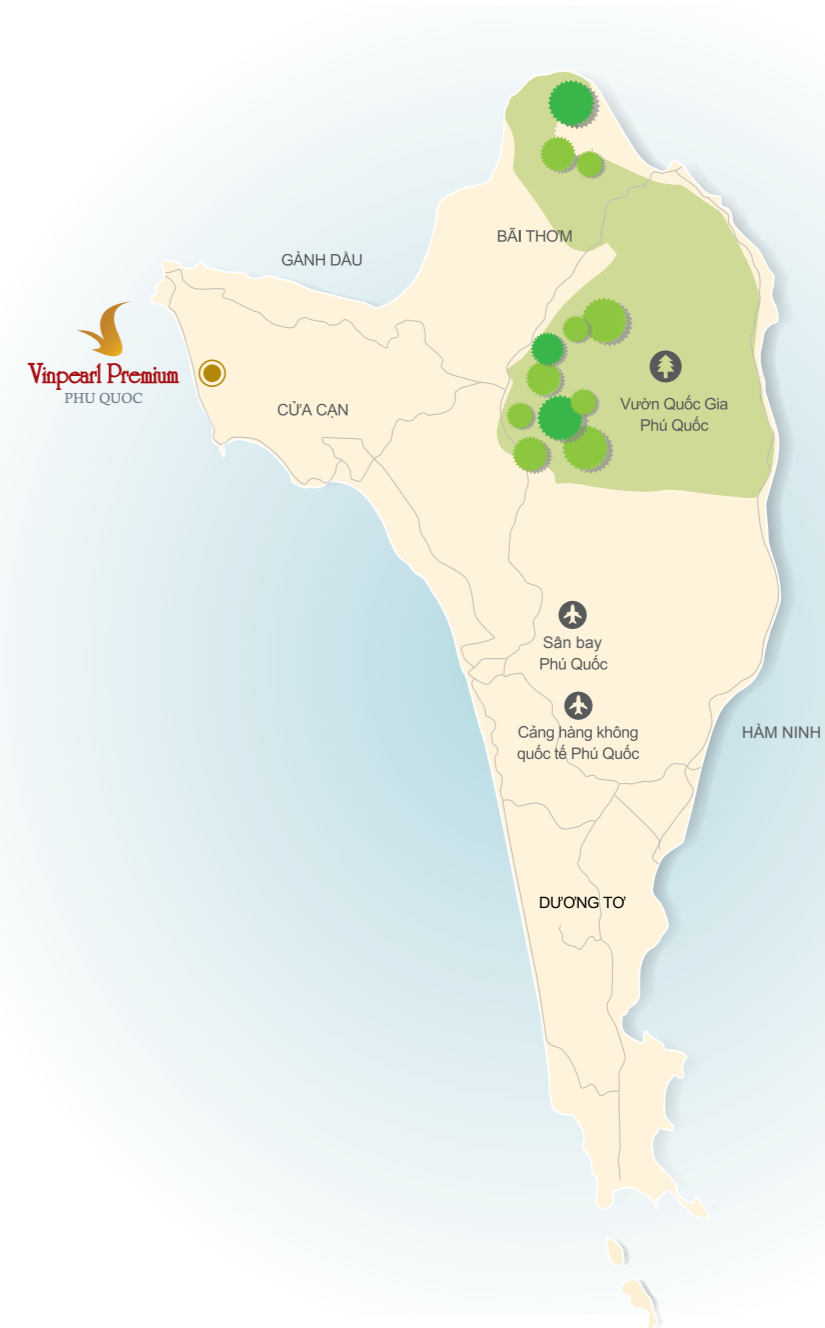 BÃI THƠM
GÀNH DẦU
Vinpearl Premium
PHU QUOC
CỬA CẠN
Vườn Quốc Gia
Phú Quốc
Sân bay
Phú Quốc
Cảng hàng không
quốc tế Phú Quốc
HÀM NINH
DƯƠNG TƠ